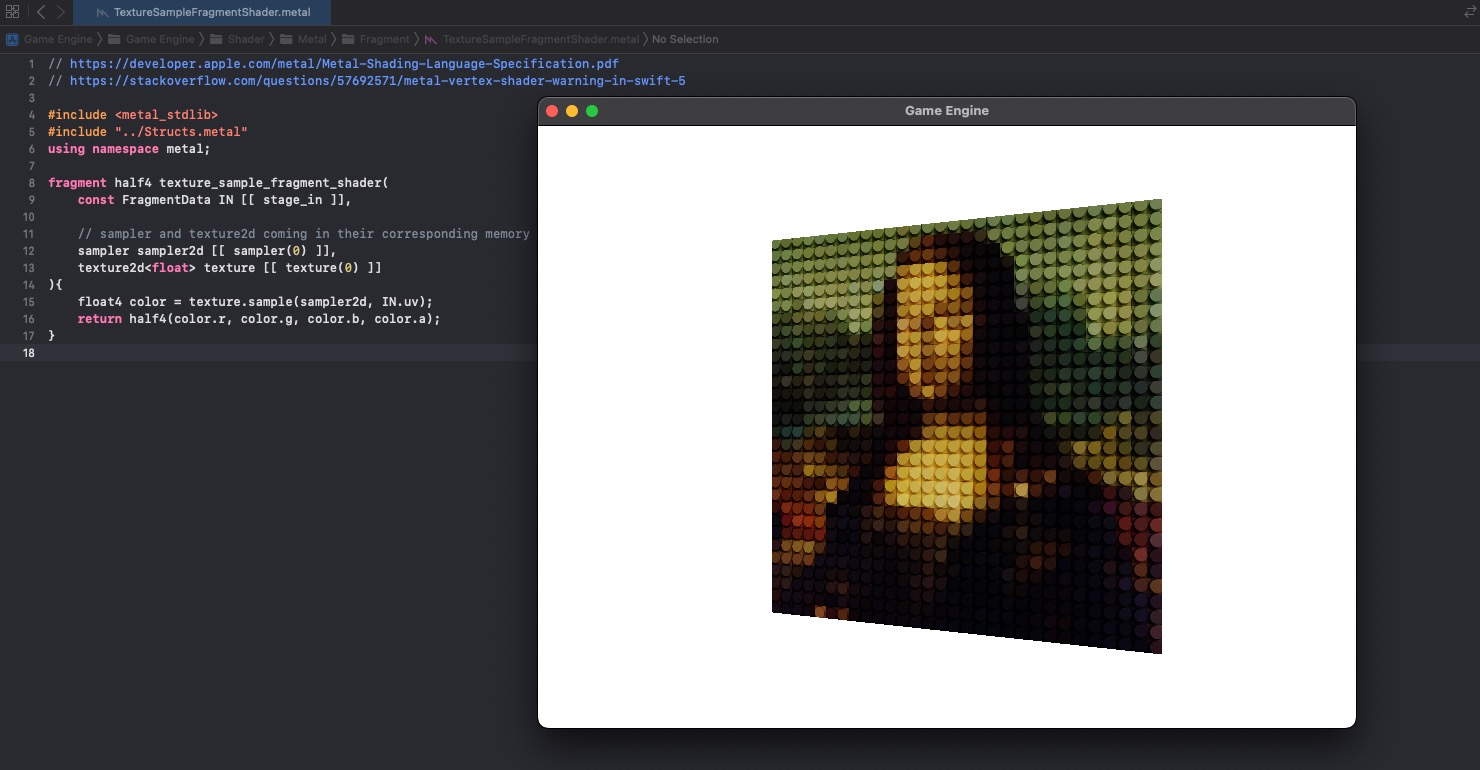 TextureSampleFragmentShader.metal
Game Engine Game Engine Shader Metal Fragment TextureSampleFragmentShader.metal No Selection
1 // https://developer.apple.com/metal/Metal-Shading-Language-Specification.pdf
2 // https://stackoverflow.com/questions/57692571/metal-vertex-shader-warning-in-swift-5
3
4 #include <metal_stdlib>
5 #include "../Structs.metal"
6 using namespace metal;
7
8 fragment half4 texture_sample_fragment_shader(
9 const FragmentData IN [[ stage_in ]],
10
11 // sampler and texture2d coming in their corresponding memory
12 sampler sampler2d [[ sampler(0) ]],
13 texture2d<float> texture [[ texture(0) ]]
14 ){
15 float4 color = texture.sample(sampler2d, IN.uv);
16 return half4(color.r, color.g, color.b, color.a);
17 }
18
Game Engine